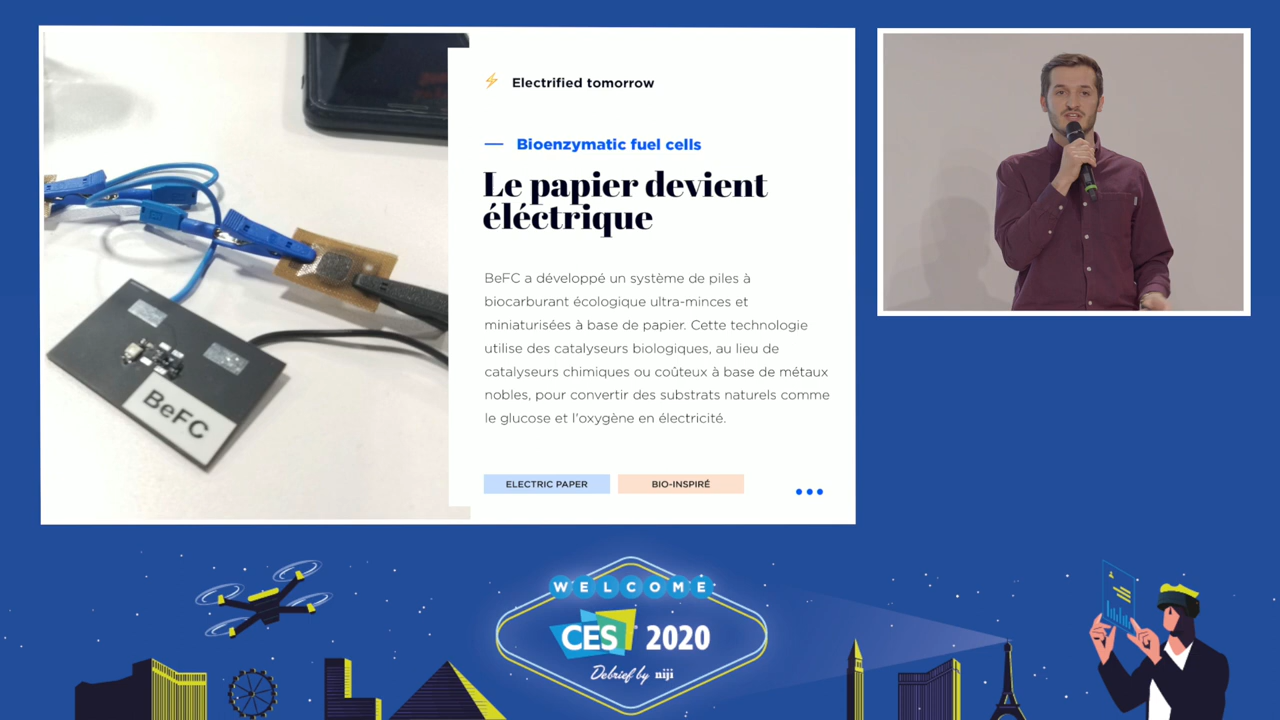 ⚡ Electrified tomorrow
— Bioenzymatic fuel cells
Le papier devient
éléctrique
BeFC a développé un système de piles à
biocarburant écologique ultra-minces et
miniaturisées à base de papier. Cette technologie
utilise des catalyseurs biologiques, au lieu de
catalyseurs chimiques ou coûteux à base de métaux
nobles, pour convertir des substrats naturels comme
le glucose et l'oxygène en électricité.
ELECTRIC PAPER
BIO-INSPIRÉ
BeFC
WELCOME
CES 2020
Debrief by niji